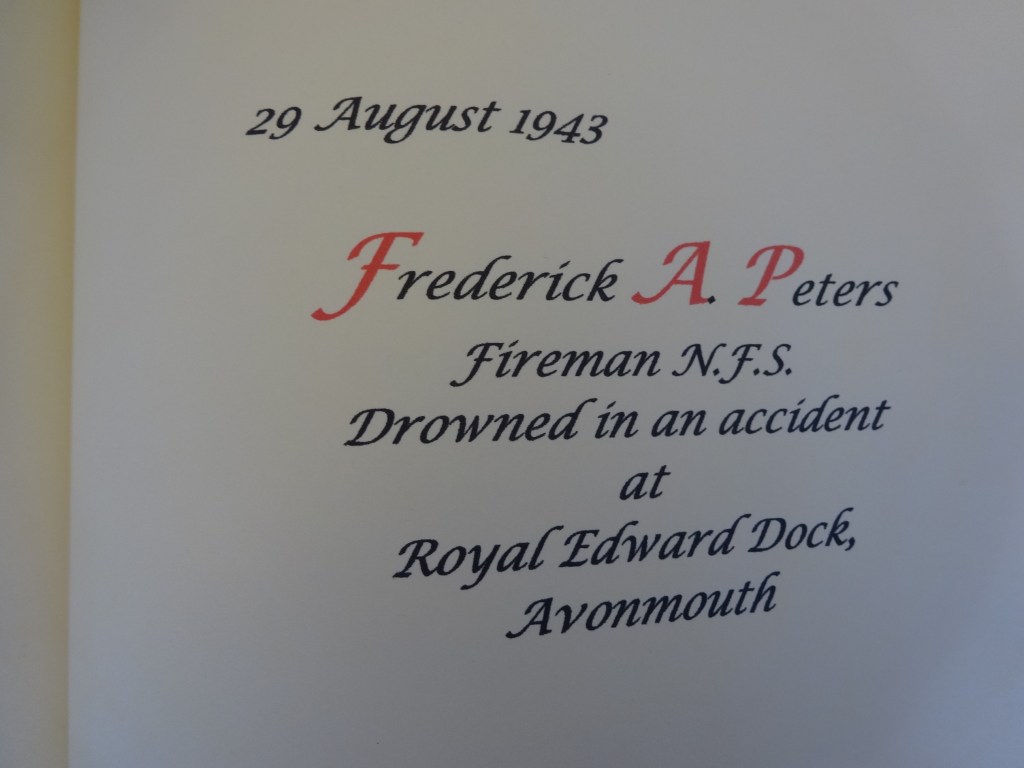 29 August 1943
Frederick A. Peters
Fireman N.F.S.
Drowned in an accident
at
Royal Edward Dock,
Avonmouth